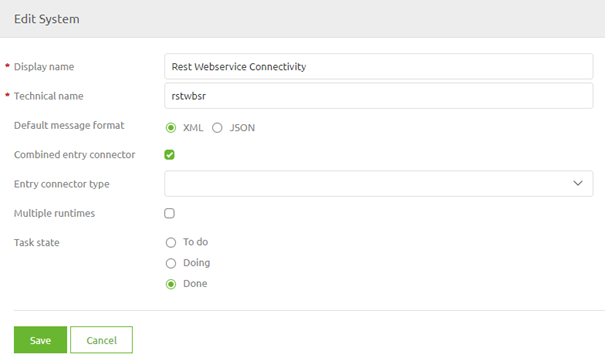 Edit System
* Display name Rest Webservice Connectivity
* Technical name rstwbsr
Default message format XML JSON
Combined entry connector
Entry connector type
Multiple runtimes
Task state To do
Doing
Done
Save Cancel